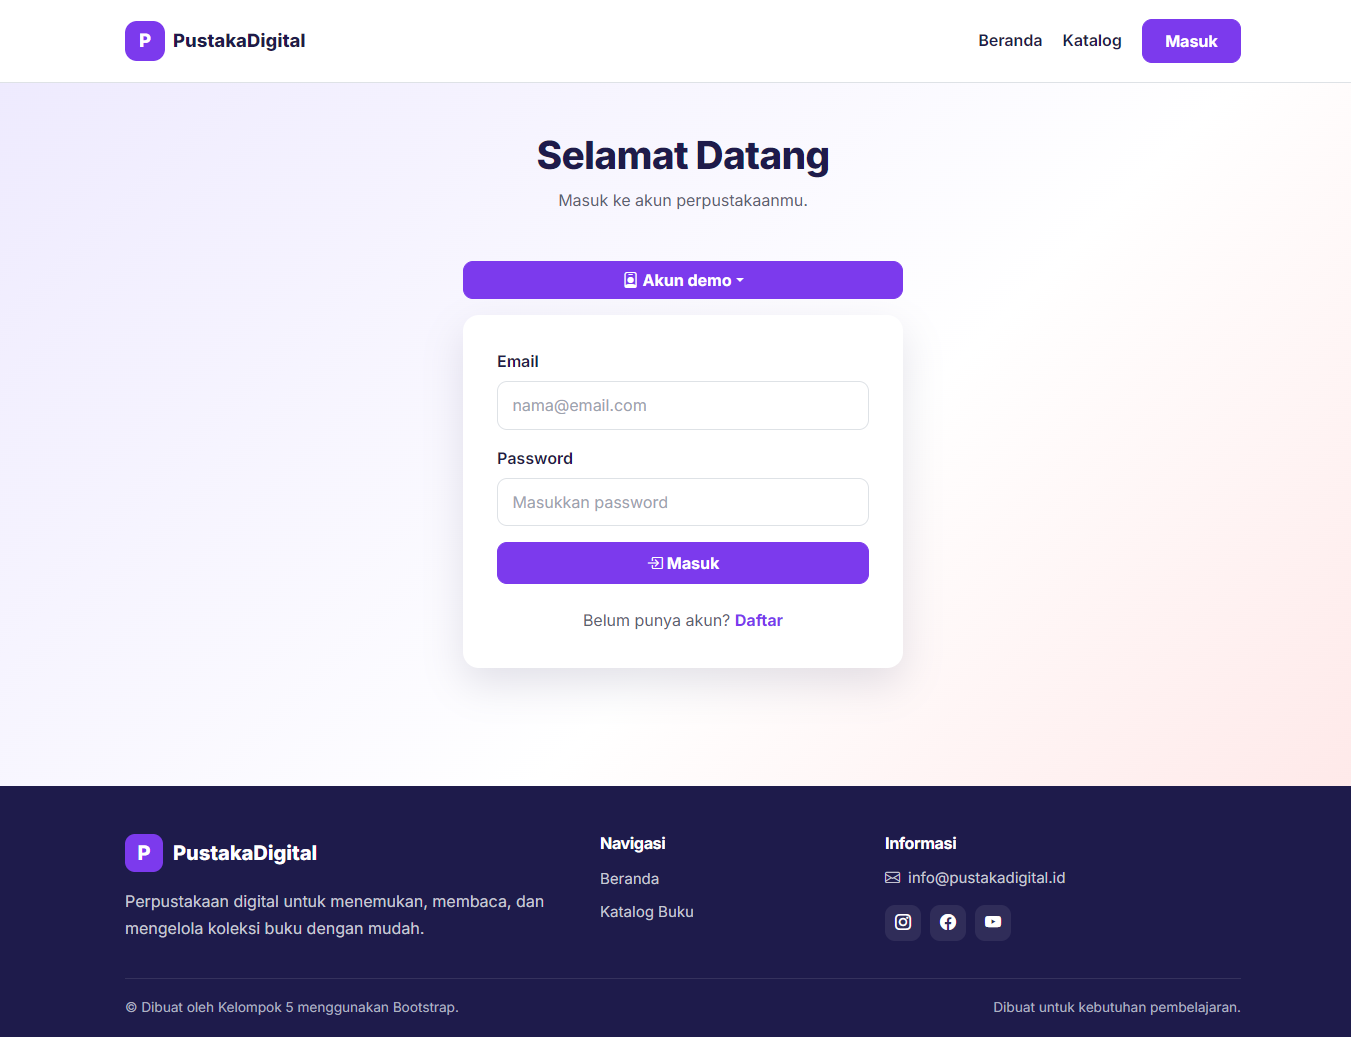 P PustakaDigital
Beranda Katalog Masuk
Selamat Datang
Masuk ke akun perpustakaanmu.
Akun demo
Email
nama@email.com
Password
Masukkan password
Masuk
Belum punya akun? Daftar
P PustakaDigital
Perpustakaan digital untuk menemukan, membaca, dan
mengelola koleksi buku dengan mudah.
Navigasi
Beranda
Katalog Buku
Informasi
info@pustakadigital.id
© Dibuat oleh Kelompok 5 menggunakan Bootstrap.
Dibuat untuk kebutuhan pembelajaran.